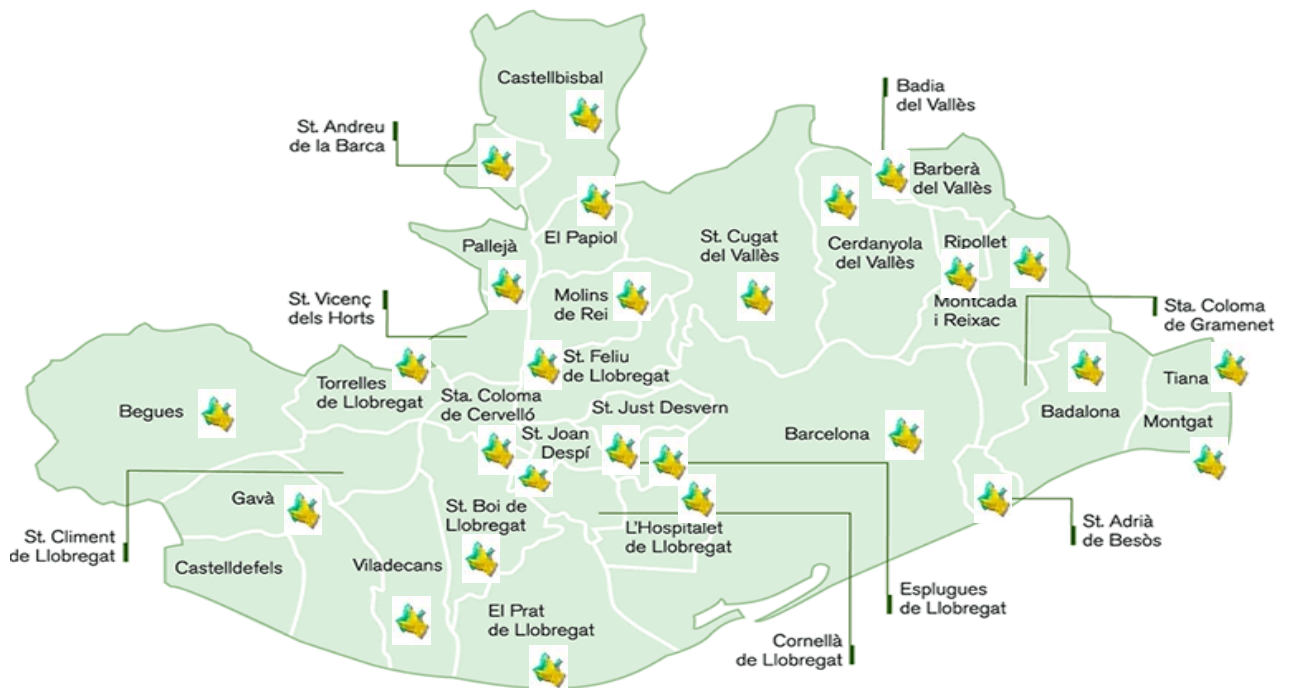 Castellbisbal
Badia
del Vallès
St. Andreu
de la Barca
Barberà
del Vallès
El Papiol
St. Cugat
del Vallès
Cerdanyola
del Vallès
Ripollet
Pallejà
Molins
de Rei
Montcada
i Reixac
St. Vicenç
dels Horts
Sta. Coloma
de Gramenet
St. Feliu
de Llobregat
Torrelles
de Llobregat
Sta. Coloma
de Cervelló
St. Just Desvern
Tiana
Begues
Badalona
Montgat
St. Joan
Despí
Barcelona
Gavà
St. Boi de
Llobregat
L'Hospitalet
de Llobregat
St. Adrià
de Besòs
St. Climent
de Llobregat
Castelldefels
Viladecans
El Prat
de Llobregat
Esplugues
de Llobregat
Cornellà
de Llobregat